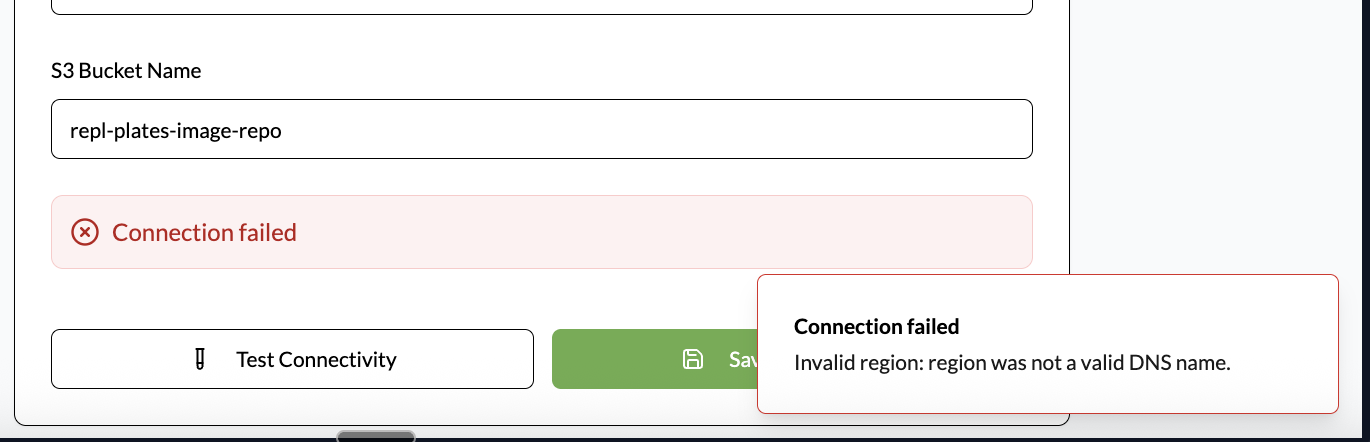 S3 Bucket Name
repl-plates-image-repo
Connection failed
Test Connectivity
Connection failed
Invalid region: region was not a valid DNS name.